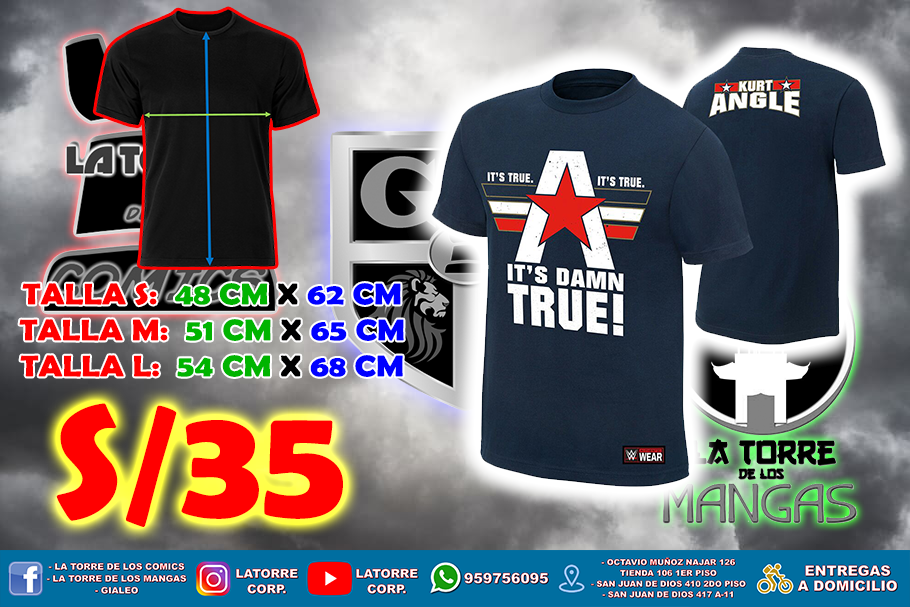 LA TORRE
COMICS
G
TALLA S: 48 CM X 62 CM
TALLA M: 51 CM X 65 CM
TALLA L: 54 CM X 68 CM
S/35
IT'S TRUE. IT'S TRUE.
IT'S DAMN
TRUE!
W WEAR
KURT
ANGLE
LA TORRE
DE LOS
MANGAS
- LA TORRE DE LOS COMICS
- LA TORRE DE LOS MANGAS
- GIALEO
LATORRE
CORP.
LATORRE
CORP.
959756095
- OCTAVIO MUÑOZ NAJAR 126
TIENDA 106 1ER PISO
- SAN JUAN DE DIOS 410 2DO PISO
- SAN JUAN DE DIOS 417 A-11
ENTREGAS
A DOMICILIO